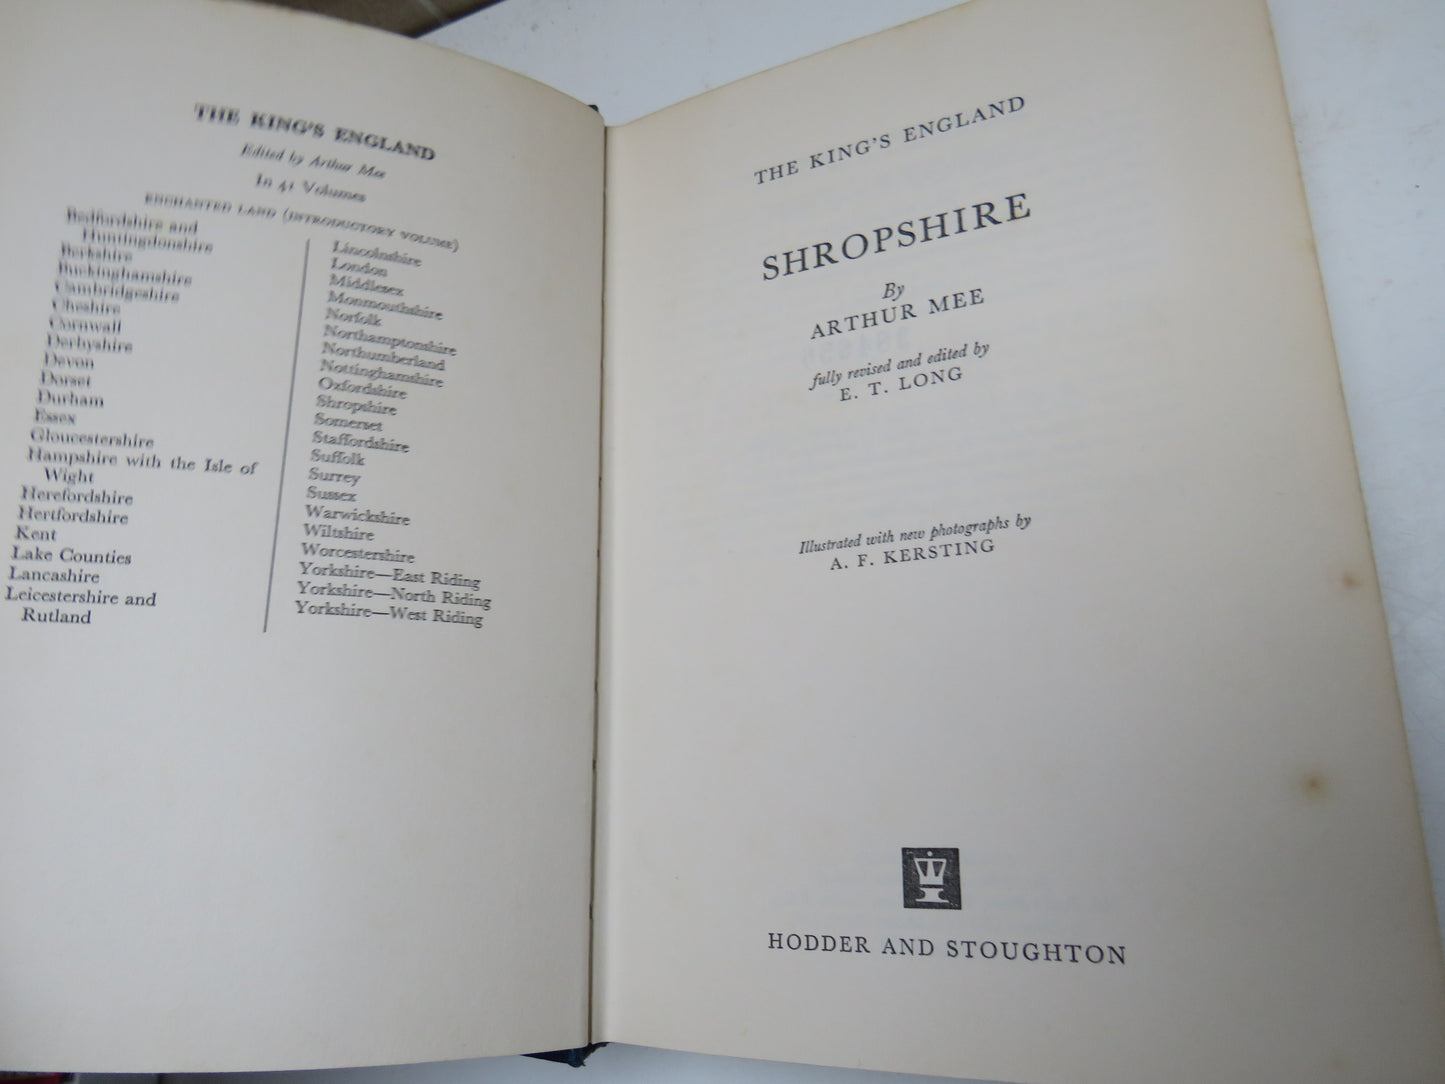 THE KING'S ENGLAND
Edited by Arthur Mee
In 41 Volumes
ENCHANTED LAND (INTRODUCTORY VOLUME)
Bedfordshire and
Huntingdonshire
Berkshire
Buckinghamshire
Cambridgeshire
Cheshire
Cornwall
Derbyshire
Devon
Dorset
Durham
Essex
Gloucestershire
Hampshire with the Isle of
Wight
Herefordshire
Hertfordshire
Kent
Lake Counties
Lancashire
Leicestershire and
Rutland
Lincolnshire
London
Middlesex
Monmouthshire
Norfolk
Northamptonshire
Northumberland
Nottinghamshire
Oxfordshire
Shropshire
Somerset
Staffordshire
Suffolk
Surrey
Sussex
Warwickshire
Wiltshire
Worcestershire
Yorkshire—East Riding
Yorkshire—North Riding
Yorkshire—West Riding
THE KING'S ENGLAND
SHROPSHIRE
By
ARTHUR MEE
fully revised and edited by
E. T. LONG
Illustrated with new photographs by
A. F. KERSTING
HODDER AND STOUGHTON